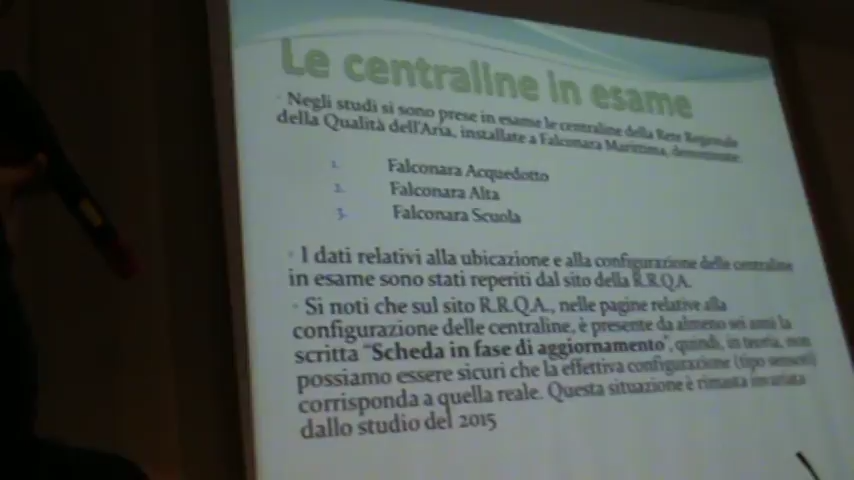 Le centraline in esame
· Negli studi si sono prese in esame le centraline della Rete Regionale
della Qualità dell'Aria, installate a Falconara Marittima, denominate:
1. Falconara Acquedotto
2. Falconara Alta
3. Falconara Scuola
· I dati relativi alla ubicazione e alla configurazione delle centraline
in esame sono stati reperiti dal sito della R.R.Q.A.
· Si noti che sul sito R.R.Q.A., nelle pagine relative alla
configurazione delle centraline, è presente da almeno sei anni la
scritta "Scheda in fase di aggiornamento", quindi, in teoria, non
possiamo essere sicuri che la effettiva configurazione (tipo sensori)
corrisponda a quella reale. Questa situazione è rimasta invariata
dallo studio del 2015